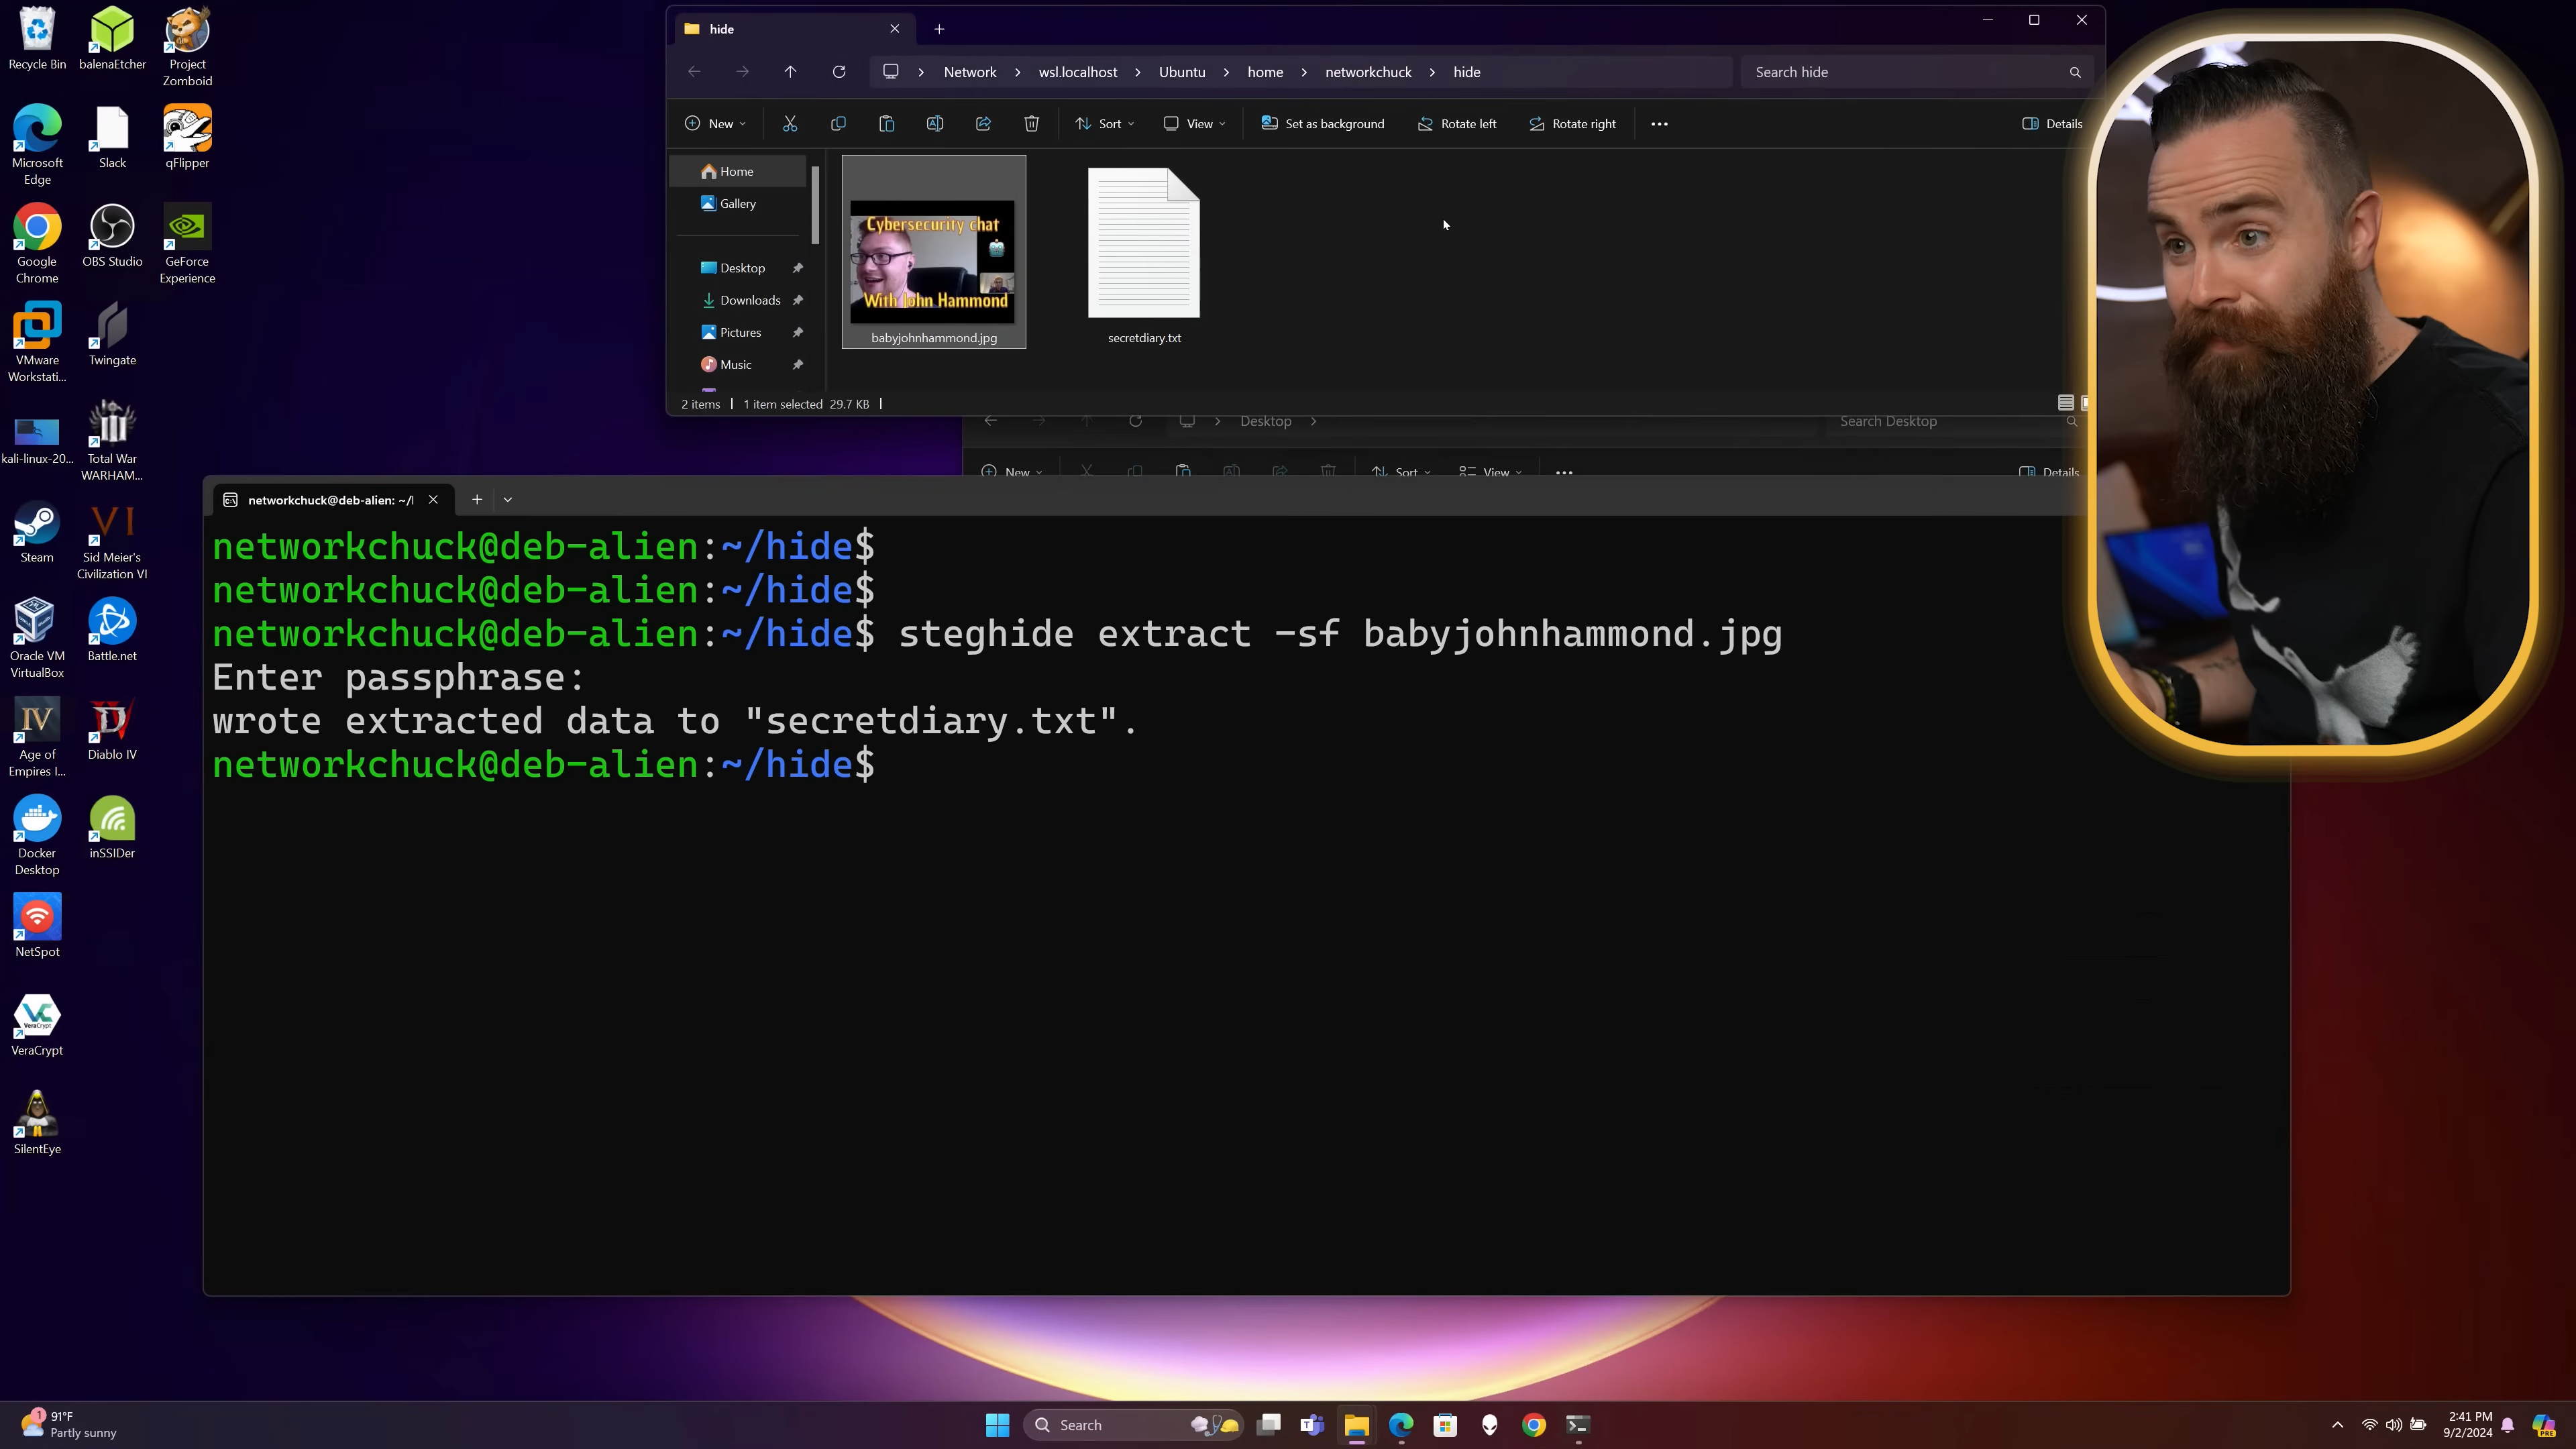 Recycle Bin
balenaEtcher
Project
Zomboid
Microsoft
Edge
Slack
qFlipper
Google
Chrome
OBS Studio
GeForce
Experience
VMware
Workstati...
Twingate
kali-linux-20...
Total War
WARHAM...
Steam
Sid Meier's
Civilization VI
Oracle VM
VirtualBox
Battle.net
Age of
Empires I...
Diablo IV
Docker
Desktop
inSSIDer
NetSpot
VeraCrypt
VeraCrypt
SilentEye
hide
Network > wsl.localhost > Ubuntu > home > networkchuck > hide
Search hide
New
Sort
View
Set as background
Rotate left
Rotate right
Details
Home
Gallery
Desktop
Downloads
Pictures
Music
Cybersecurity chat
With John Hammond
babyjohnhammond.jpg
secretdiary.txt
2 items | 1 item selected 29.7 KB |
Desktop >
Search Desktop
New
Sort
View
Details
networkchuck@deb-alien: ~/l
networkchuck@deb-alien:~/hide$
networkchuck@deb-alien:~/hide$
networkchuck@deb-alien:~/hide$ steghide extract -sf babyjohnhammond.jpg
Enter passphrase:
wrote extracted data to "secretdiary.txt".
networkchuck@deb-alien:~/hide$
1
91°F
Partly sunny
Search
2:41 PM
9/2/2024
PRE